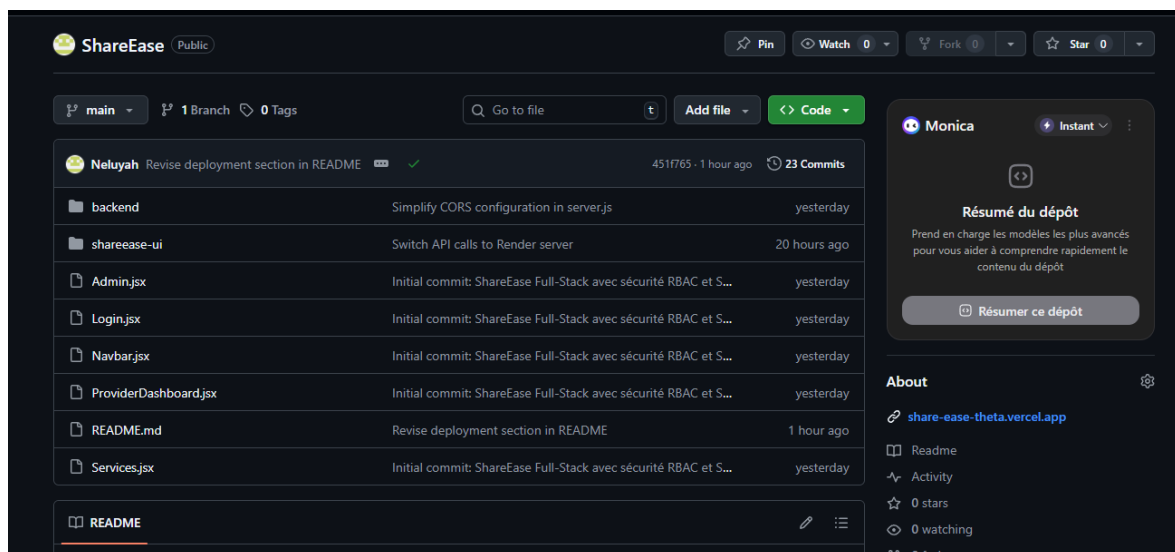 ShareEase Public
Pin Watch 0 Fork 0 Star 0
main 1 Branch 0 Tags Go to file t Add file Code
Neluyah Revise deployment section in README 451f765 · 1 hour ago 23 Commits
backend Simplify CORS configuration in server.js yesterday
shareease-ui Switch API calls to Render server 20 hours ago
Admin.jsx Initial commit: ShareEase Full-Stack avec sécurité RBAC et S... yesterday
Login.jsx Initial commit: ShareEase Full-Stack avec sécurité RBAC et S... yesterday
Navbar.jsx Initial commit: ShareEase Full-Stack avec sécurité RBAC et S... yesterday
ProviderDashboard.jsx Initial commit: ShareEase Full-Stack avec sécurité RBAC et S... yesterday
README.md Revise deployment section in README 1 hour ago
Services.jsx Initial commit: ShareEase Full-Stack avec sécurité RBAC et S... yesterday
README
Monica Instant
Résumé du dépôt
Prend en charge les modèles les plus avancés
pour vous aider à comprendre rapidement le
contenu du dépôt
Résumer ce dépôt
About
share-ease-theta.vercel.app
Readme
Activity
0 stars
0 watching